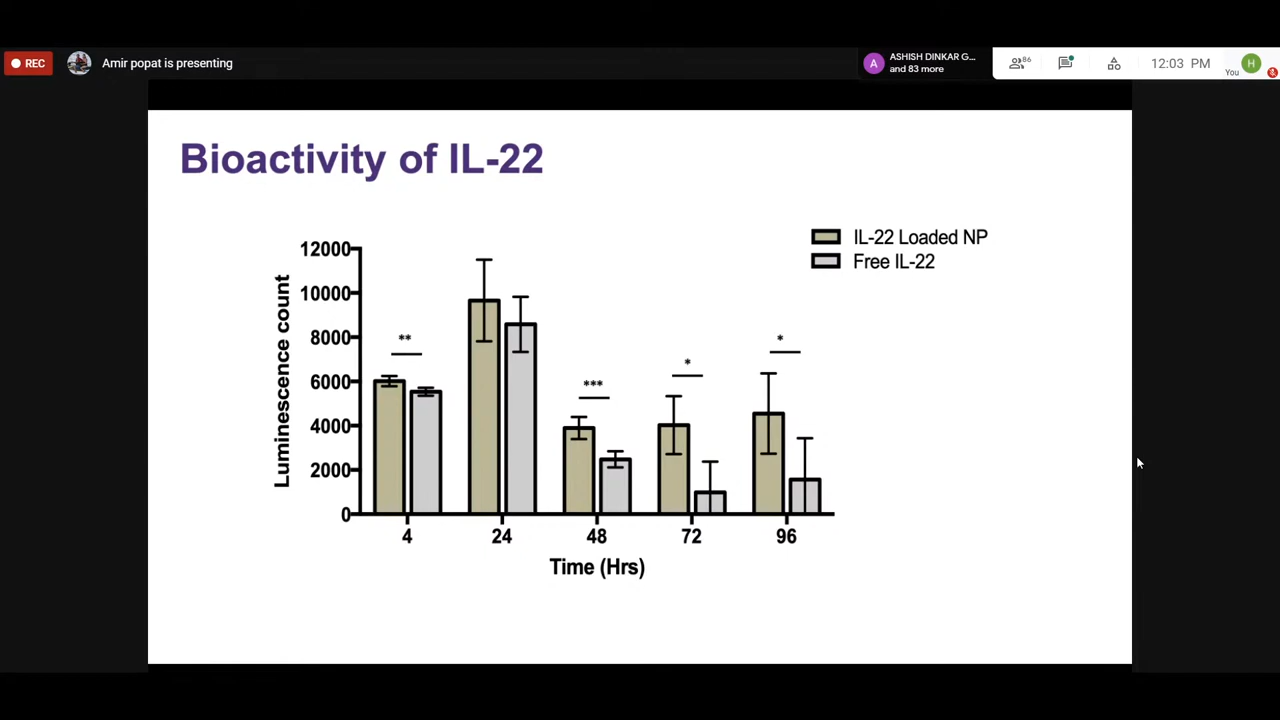 REC
Amir popat is presenting
A
ASHISH DINKAR G...
and 83 more
86
12:03 PM
You
H
Bioactivity of IL-22
IL-22 Loaded NP
Free IL-22
Luminescence count
12000
10000
8000
6000
4000
2000
0
**
***
*
*
4 24 48 72 96
Time (Hrs)